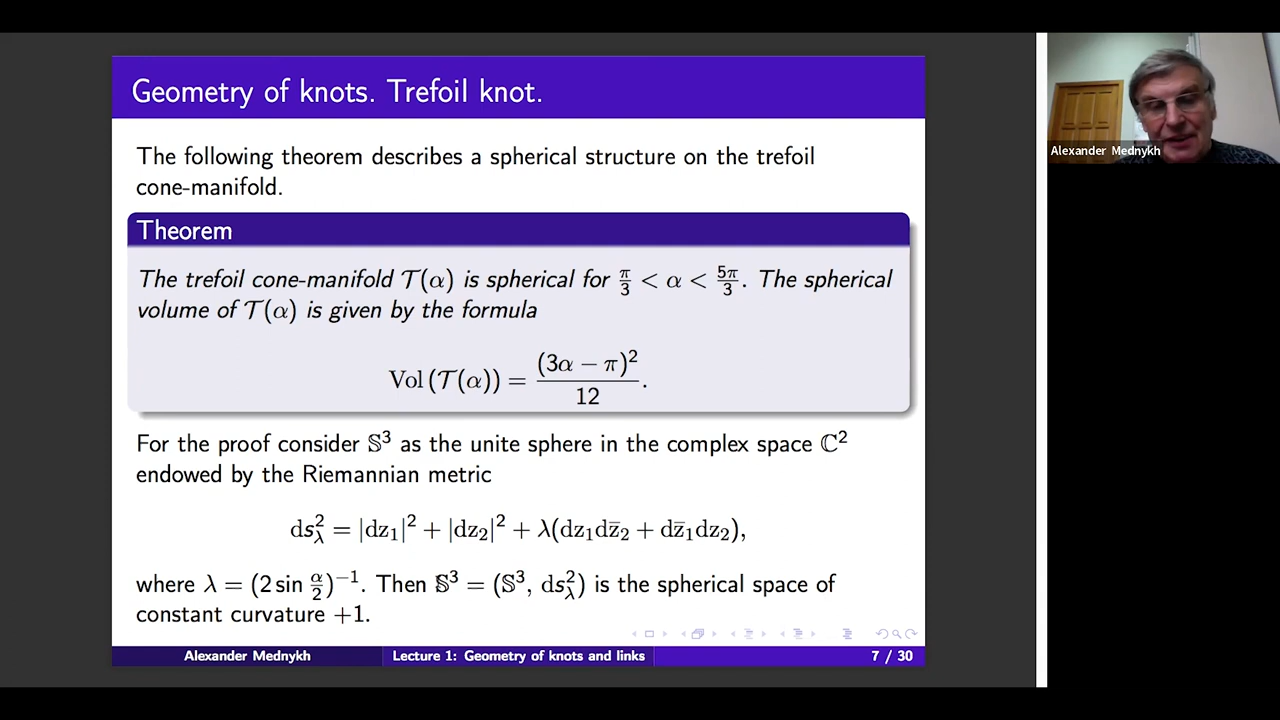 Geometry of knots. Trefoil knot.
The following theorem describes a spherical structure on the trefoil
cone-manifold.
Theorem
The trefoil cone-manifold 𝒯(α) is spherical for π/3 < α < 5π/3. The spherical
volume of 𝒯(α) is given by the formula
Vol (𝒯(α)) = (3α − π)²/12.
For the proof consider 𝕊³ as the unite sphere in the complex space ℂ²
endowed by the Riemannian metric
ds²_λ = |dz₁|² + |dz₂|² + λ(dz₁dz̄₂ + dz̄₁dz₂),
where λ = (2 sin α/2)⁻¹. Then 𝕊³ = (𝕊³, ds²_λ) is the spherical space of
constant curvature +1.
Alexander Mednykh
Lecture 1: Geometry of knots and links
7 / 30
Alexander Mednykh